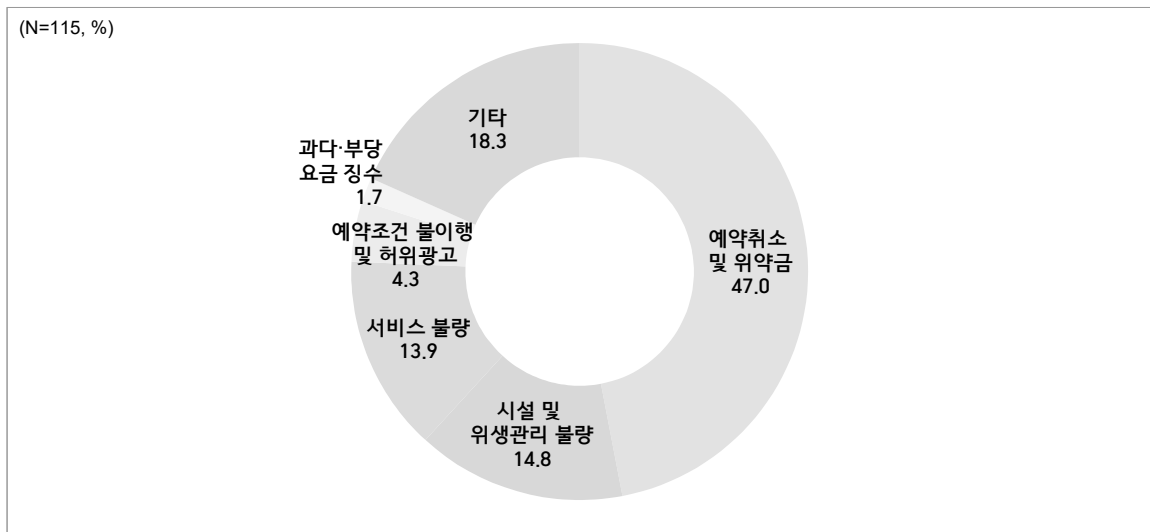 (N=115, %)
기타
18.3
과다·부당
요금 징수
1.7
예약조건 불이행
및 허위광고
4.3
예약취소
및 위약금
47.0
서비스 불량
13.9
시설 및
위생관리 불량
14.8